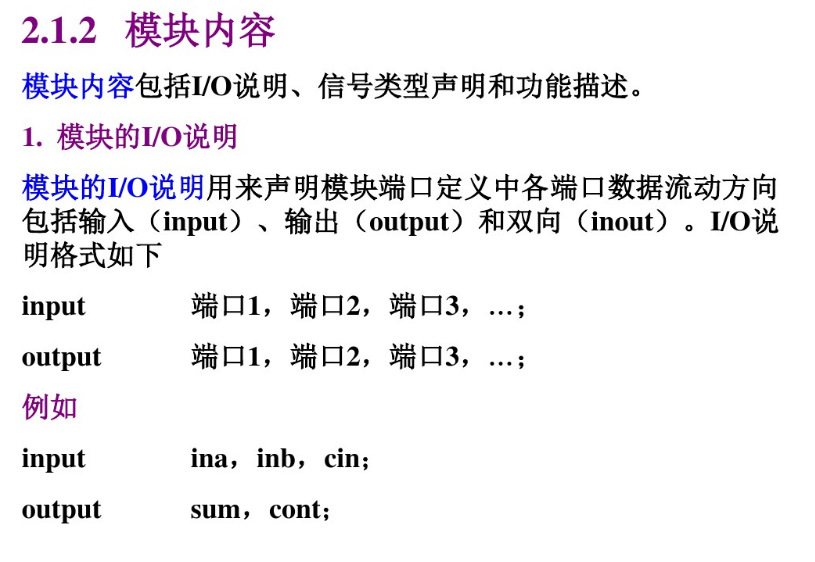 2.1.2 模块内容
模块内容包括I/O说明、信号类型声明和功能描述。
1. 模块的I/O说明
模块的I/O说明用来声明模块端口定义中各端口数据流动方向
包括输入（input）、输出（output）和双向（inout）。I/O说
明格式如下
input 端口1，端口2，端口3，…；
output 端口1，端口2，端口3，…；
例如
input ina，inb，cin；
output sum，cont；